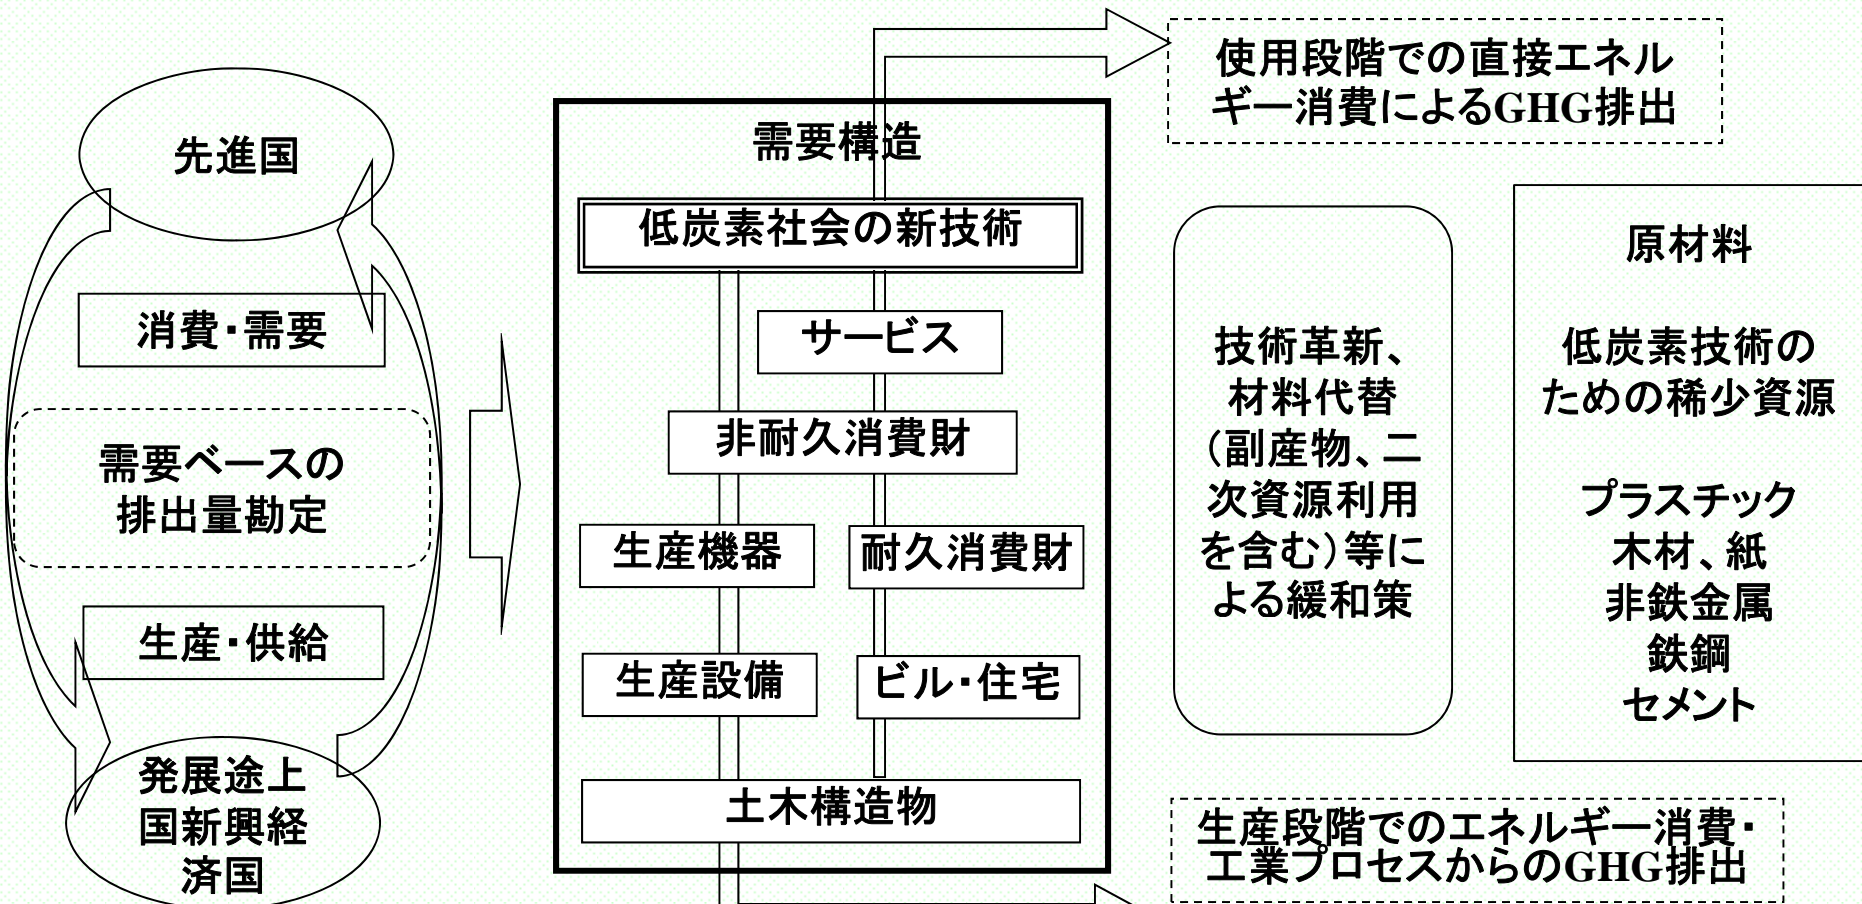 先進国
消費・需要
需要ベースの
排出量勘定
生産・供給
発展途上
国新興経
済国
需要構造
低炭素社会の新技術
サービス
非耐久消費財
生産機器
耐久消費財
生産設備
ビル・住宅
土木構造物
使用段階での直接エネル
ギー消費によるGHG排出
技術革新、
材料代替
（副産物、二
次資源利用
を含む）等に
よる緩和策
原材料
低炭素技術の
ための稀少資源
プラスチック
木材、紙
非鉄金属
鉄鋼
セメント
生産段階でのエネルギー消費・
工業プロセスからのGHG排出